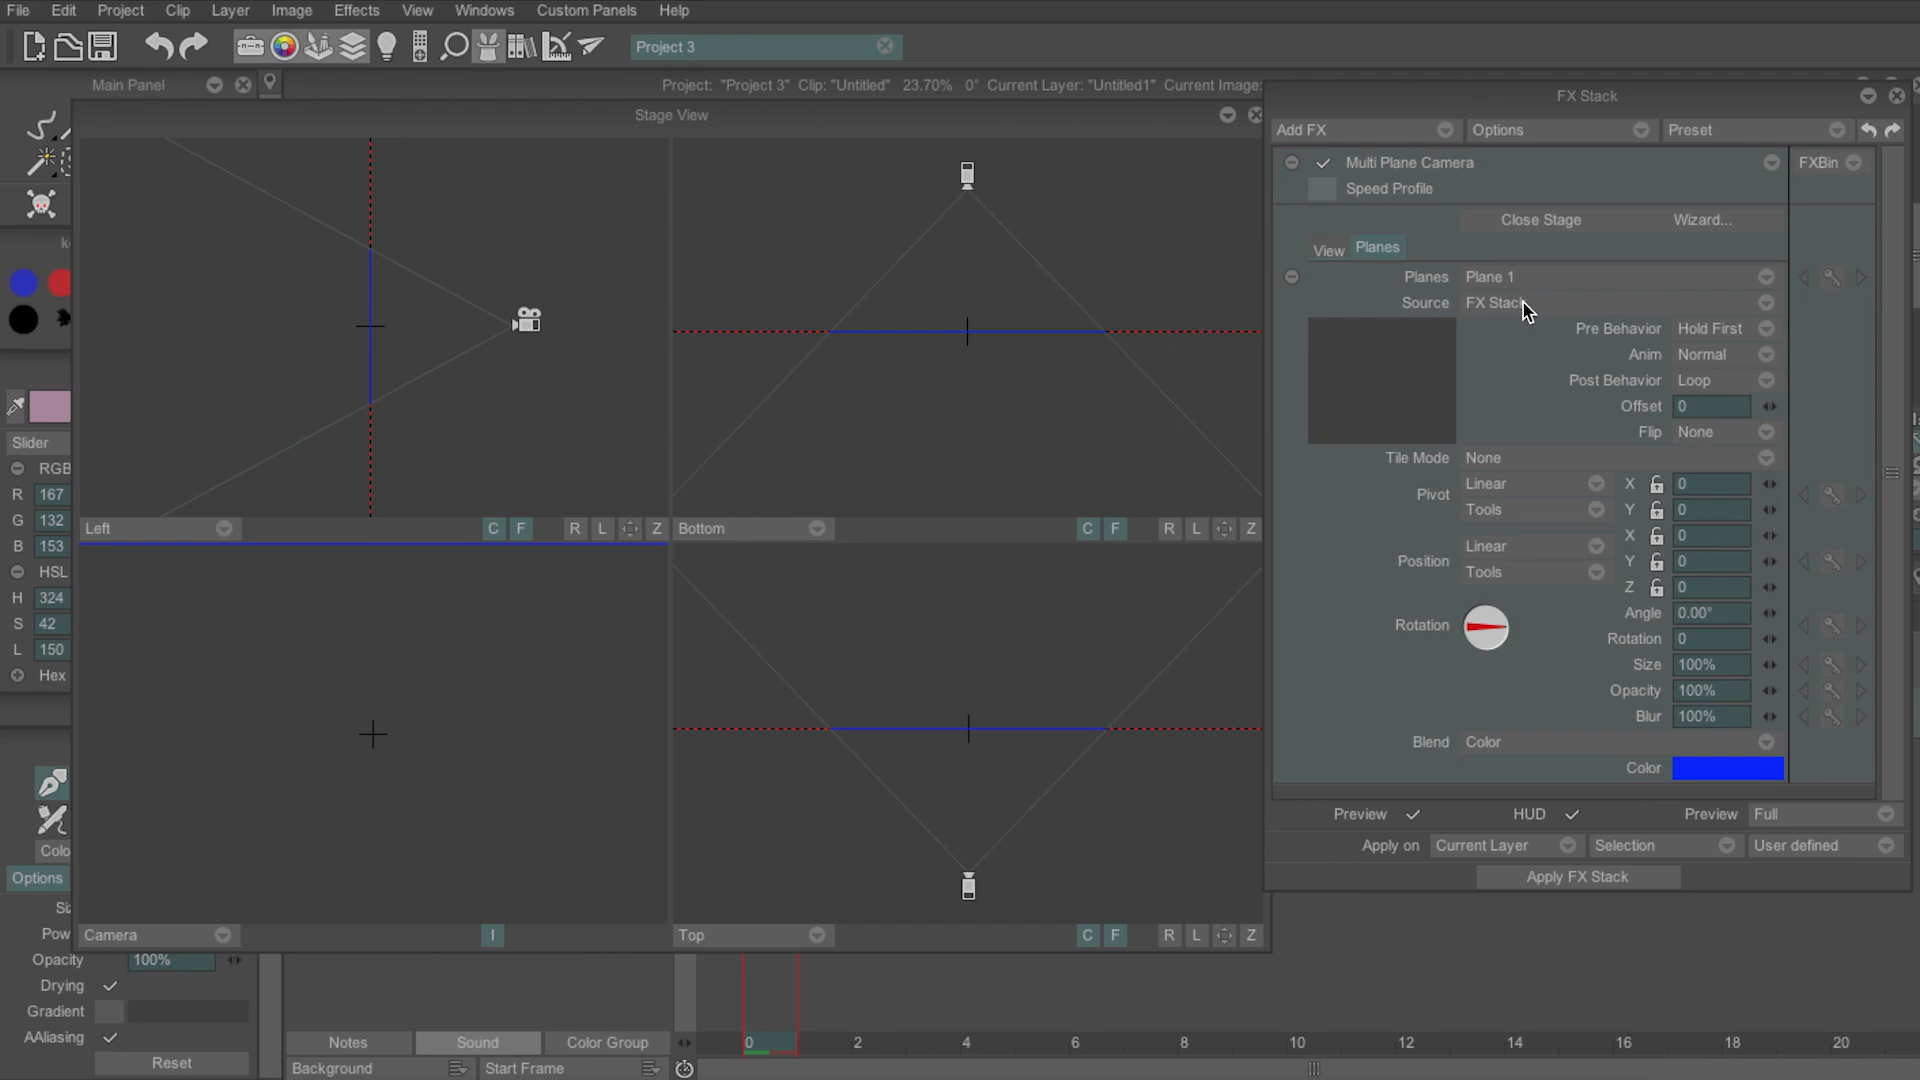 File Edit Project Clip Layer Image Effects View Windows Custom Panels Help
Project 3
Main Panel
Project: "Project 3" Clip: "Untitled" 23.70% 0° Current Layer: "Untitled1" Current Image:
Stage View
FX Stack
Add FX Options Preset
Multi Plane Camera FXBin
Speed Profile
Close Stage Wizard...
View Planes
Planes Plane 1
Source FX Stack
Pre Behavior Hold First
Anim Normal
Post Behavior Loop
Offset 0
Flip None
Tile Mode None
Pivot Linear X 0
Tools Y 0
X 0
Position Linear
Y 0
Tools
Z 0
Angle 0.00°
Rotation
Rotation 0
Size 100%
Opacity 100%
Blur 100%
Blend Color
Color
Preview HUD Preview Full
Apply on Current Layer Selection User defined
Apply FX Stack
Left C F R L Z
Bottom C F R L Z
Camera I
Top C F R L Z
Slider
RGB
R 167
G 132
B 153
HSL
H 324
S 42
L 150
Hex
Colo
Options
Siz
Pow
Opacity 100%
Drying
Gradient
AAliasing
Reset
Notes Sound Color Group
Background Start Frame
0 2 4 6 8 10 12 14 16 18 20